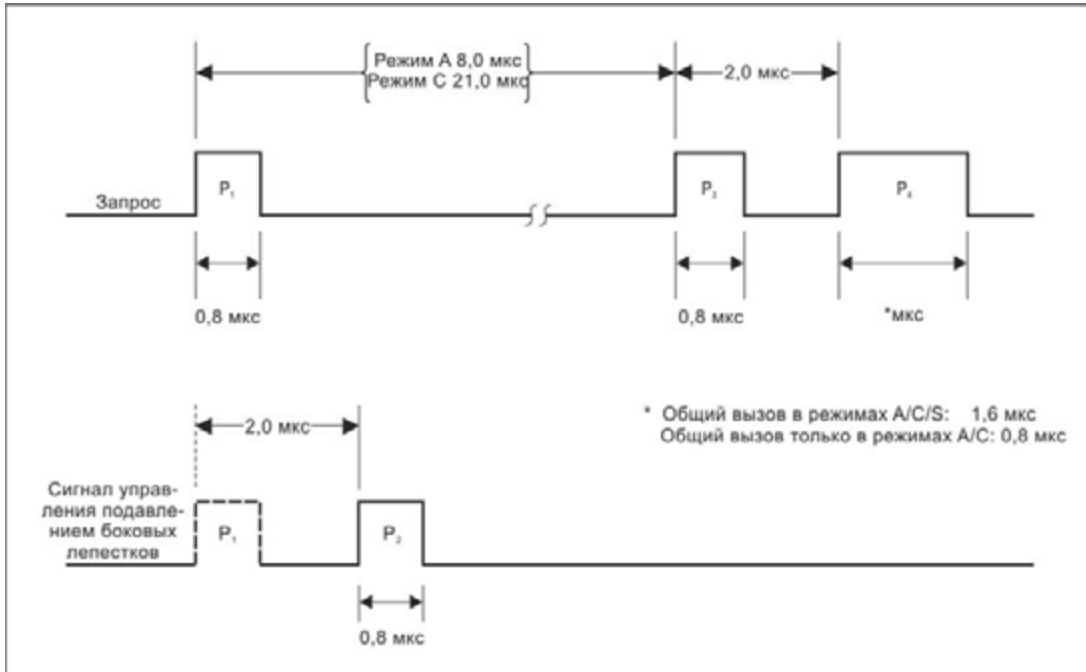 Режим А 8,0 мкс
Режим С 21,0 мкс
2,0 мкс
Запрос
P₁
P₃
P₄
0,8 мкс
0,8 мкс
*мкс
2,0 мкс
* Общий вызов в режимах A/C/S: 1,6 мкс
Общий вызов только в режимах A/C: 0,8 мкс
Сигнал управ-
ления подавле-
нием боковых
лепестков
P₁
P₂
0,8 мкс